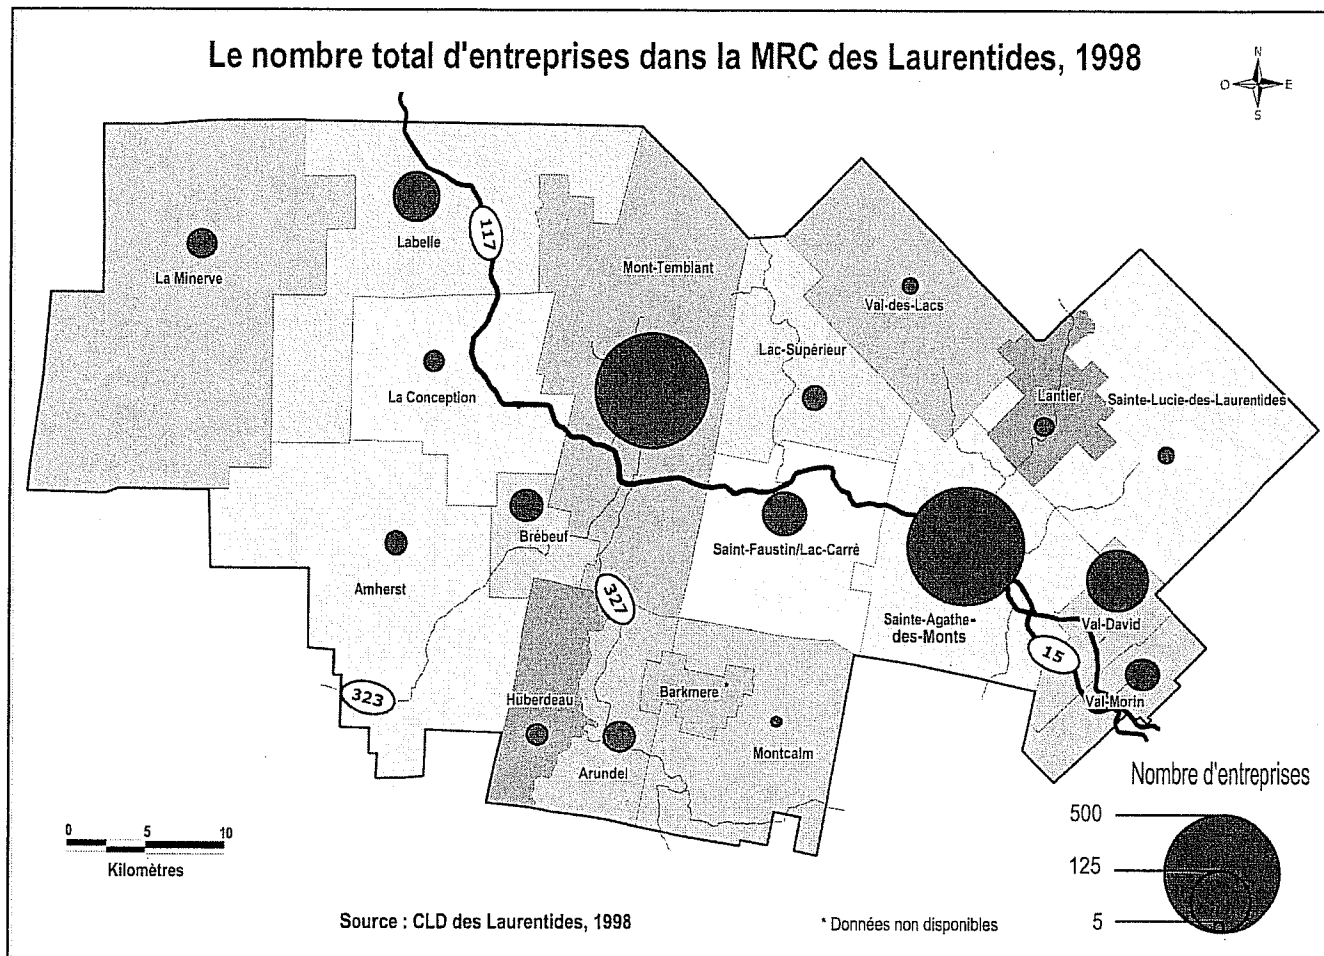 Le nombre total d'entreprises dans la MRC des Laurentides, 1998
N
O E
S
Labelle
117
La Minerve
Mont-Temblant
Val-des-Lacs
Lac-Supérieur
La Conception
Lantier
Sainte-Lucie-des-Laurentides
Brébeuf
Saint-Faustin/Lac-Carré
Amherst
327
Sainte-Agathe-
des-Monts
Val-David
15
323
Huberdeau
Barkmere *
Val-Morin
Montcalm
Arundel
Nombre d'entreprises
500
125
5
0 5 10
Kilomètres
Source : CLD des Laurentides, 1998
* Données non disponibles